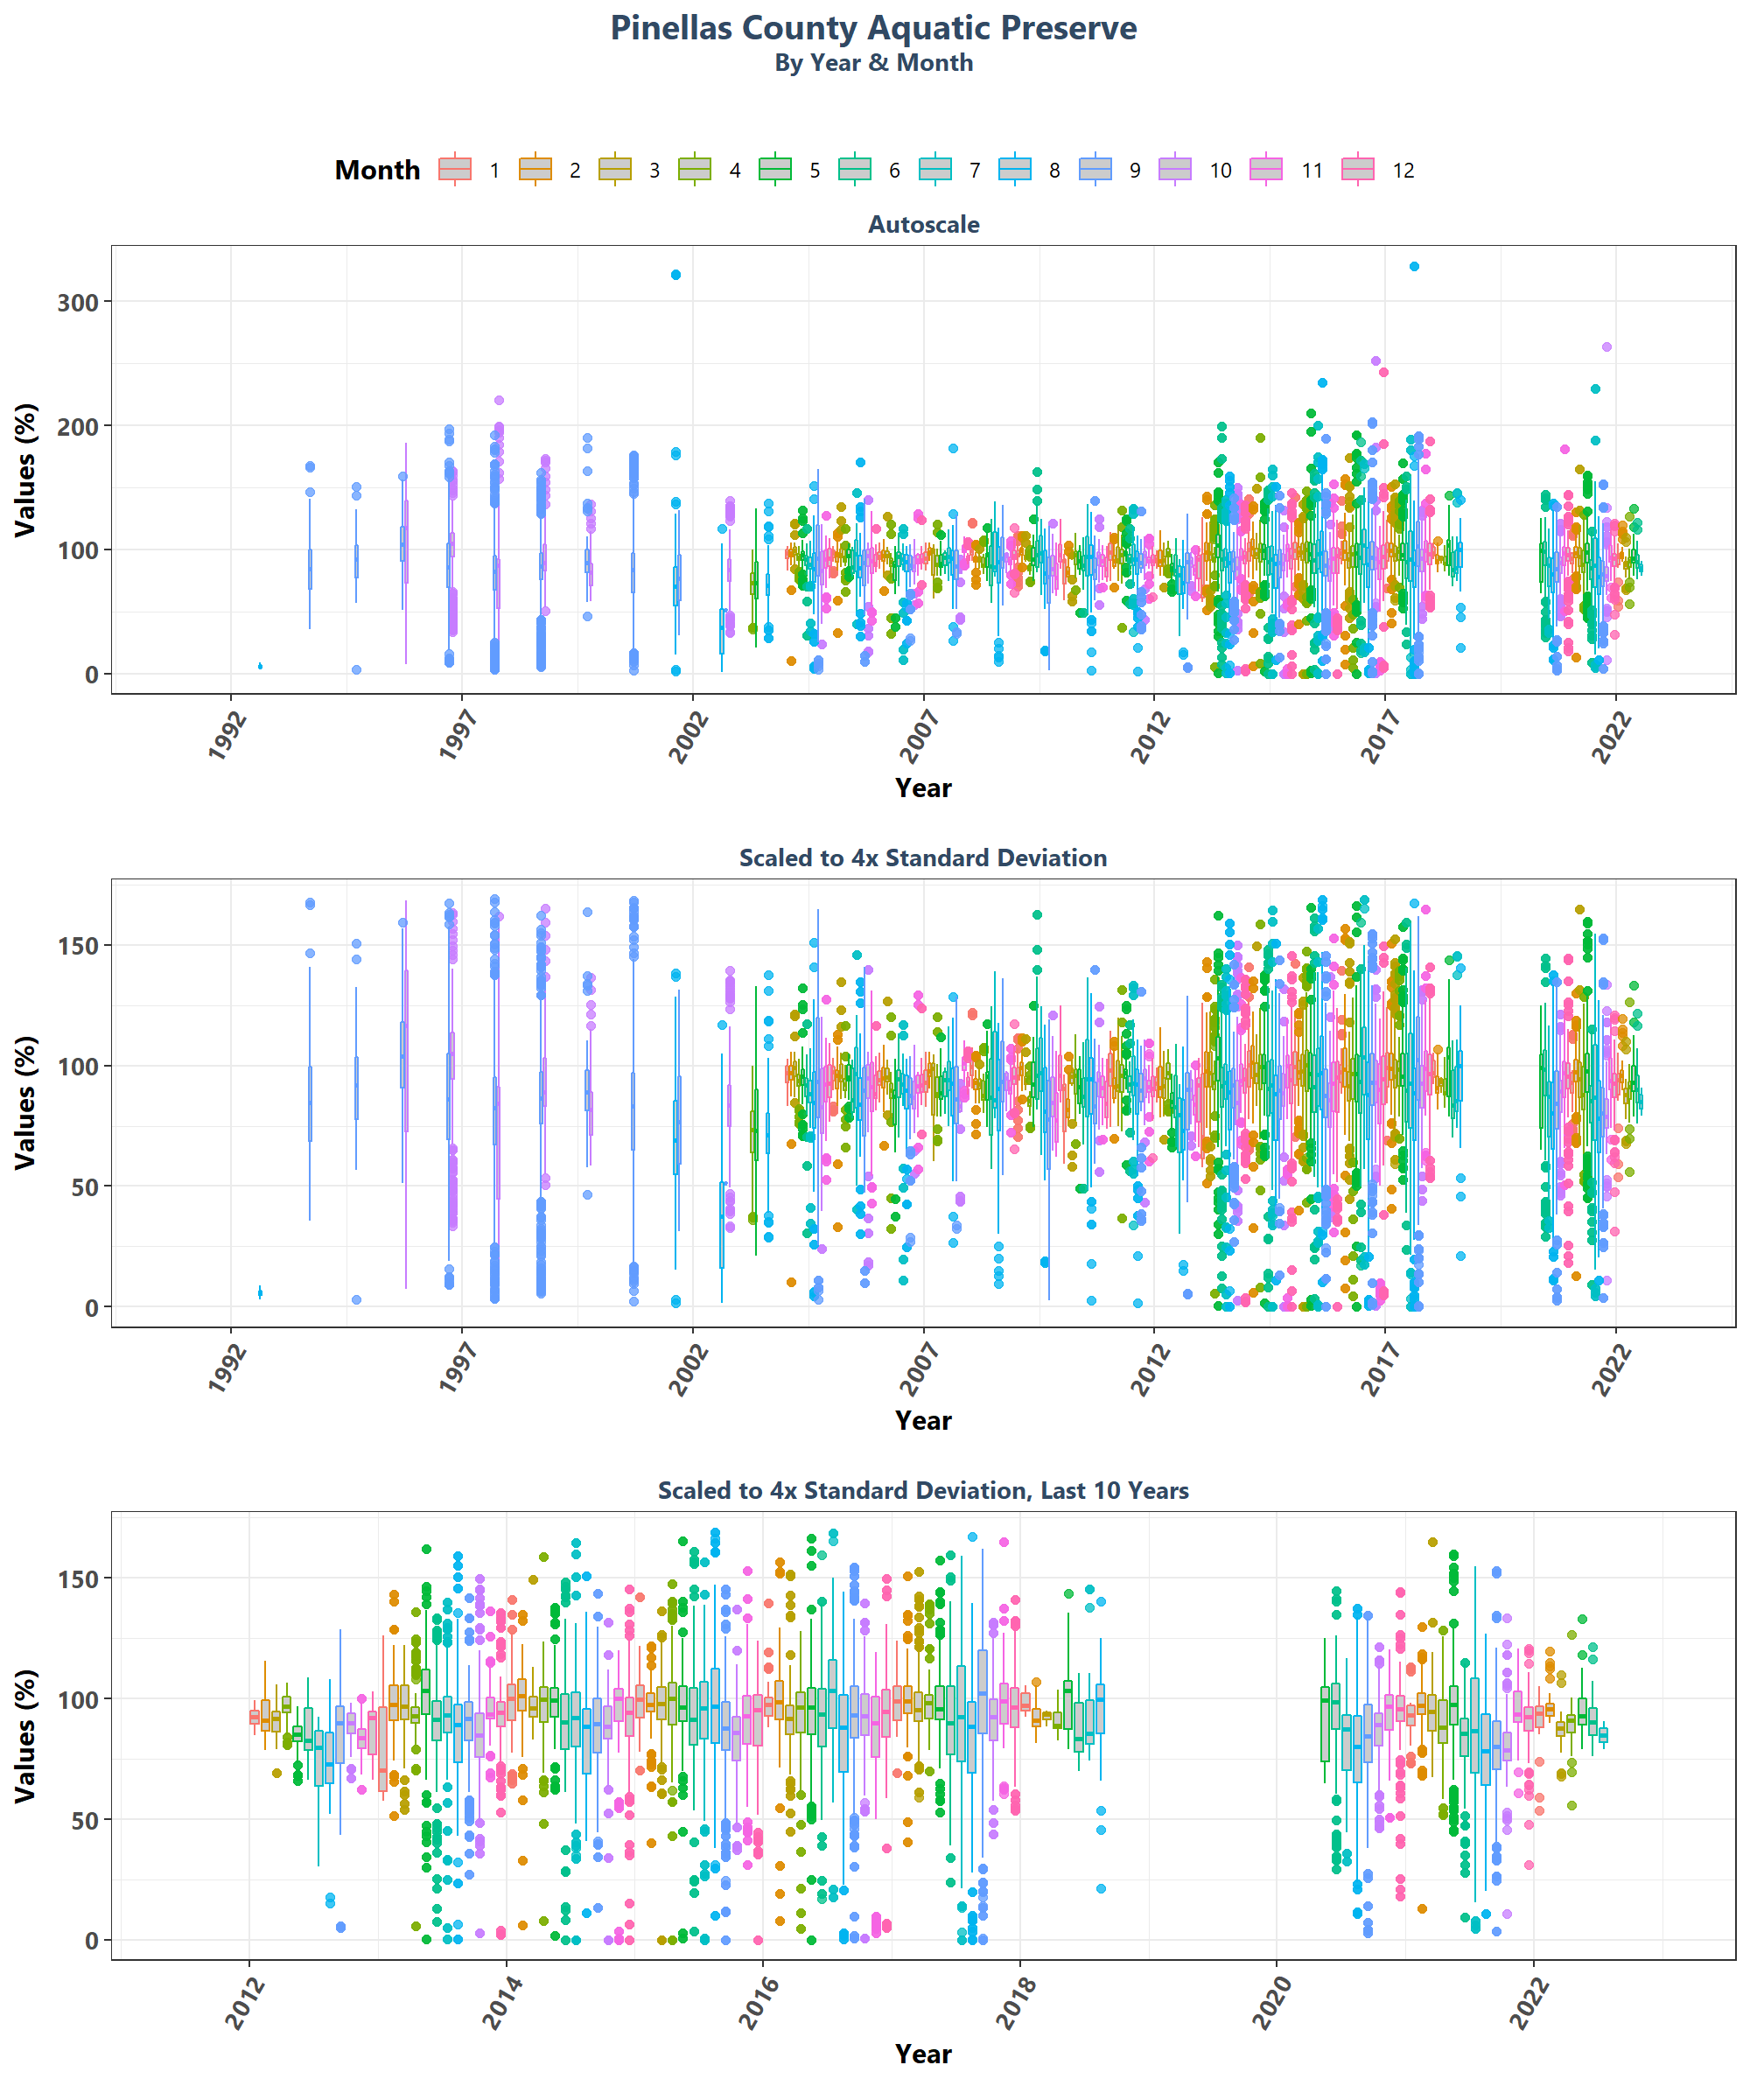 Pinellas County Aquatic Preserve
By Year & Month
Month 1 2 3 4 5 6 7 8 9 10 11 12
Autoscale
Values (%)
300
200
100
0
1992 1997 2002 2007 2012 2017 2022
Year
Scaled to 4x Standard Deviation
Values (%)
150
100
50
0
1992 1997 2002 2007 2012 2017 2022
Year
Scaled to 4x Standard Deviation, Last 10 Years
Values (%)
150
100
50
0
2012 2014 2016 2018 2020 2022
Year